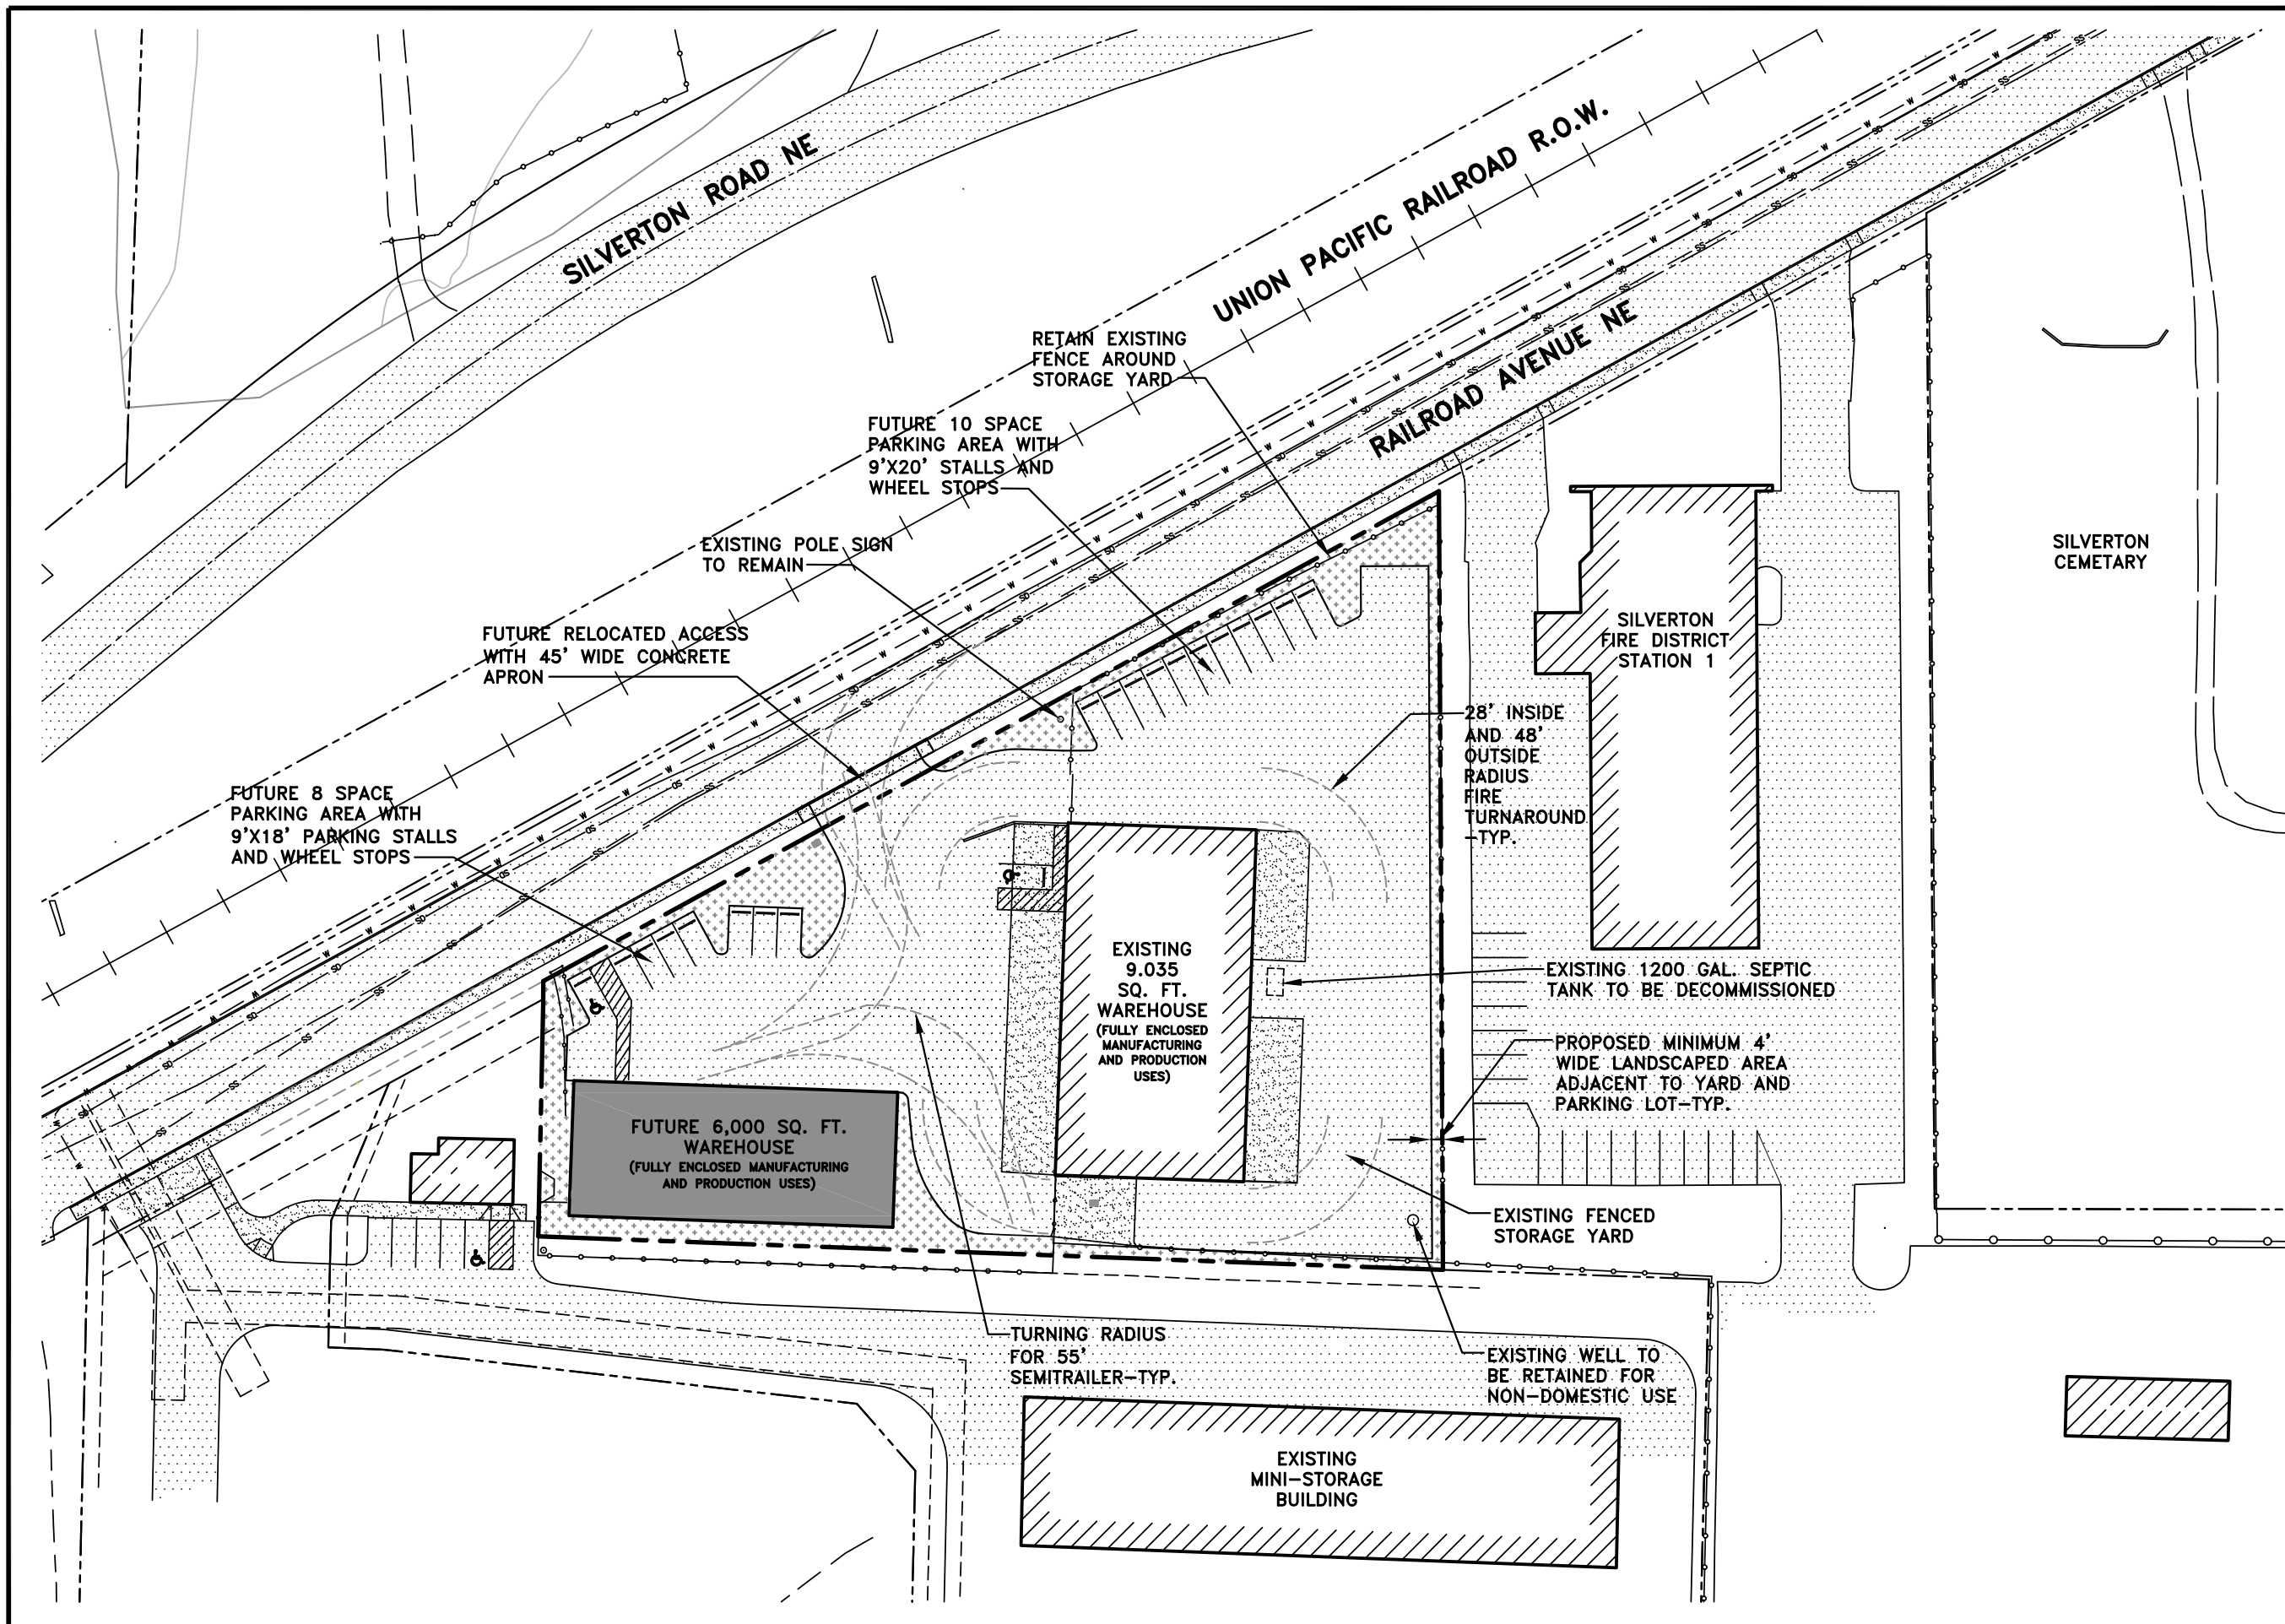 SILVERTON ROAD NE
UNION PACIFIC RAILROAD R.O.W.
RAILROAD AVENUE NE
RETAIN EXISTING
FENCE AROUND
STORAGE YARD
FUTURE 10 SPACE
PARKING AREA WITH
9'X20' STALLS AND
WHEEL STOPS
EXISTING POLE SIGN
TO REMAIN
FUTURE RELOCATED ACCESS
WITH 45' WIDE CONCRETE
APRON
FUTURE 8 SPACE
PARKING AREA WITH
9'X18' PARKING STALLS
AND WHEEL STOPS
SILVERTON
CEMETARY
SILVERTON
FIRE DISTRICT
STATION 1
28' INSIDE
AND 48'
OUTSIDE
RADIUS
FIRE
TURNAROUND
-TYP.
EXISTING
9.035
SQ. FT.
WAREHOUSE
(FULLY ENCLOSED
MANUFACTURING
AND PRODUCTION
USES)
EXISTING 1200 GAL. SEPTIC
TANK TO BE DECOMMISSIONED
PROPOSED MINIMUM 4'
WIDE LANDSCAPED AREA
ADJACENT TO YARD AND
PARKING LOT-TYP.
FUTURE 6,000 SQ. FT.
WAREHOUSE
(FULLY ENCLOSED MANUFACTURING
AND PRODUCTION USES)
EXISTING FENCED
STORAGE YARD
TURNING RADIUS
FOR 55'
SEMITRAILER-TYP.
EXISTING WELL TO
BE RETAINED FOR
NON-DOMESTIC USE
EXISTING
MINI-STORAGE
BUILDING